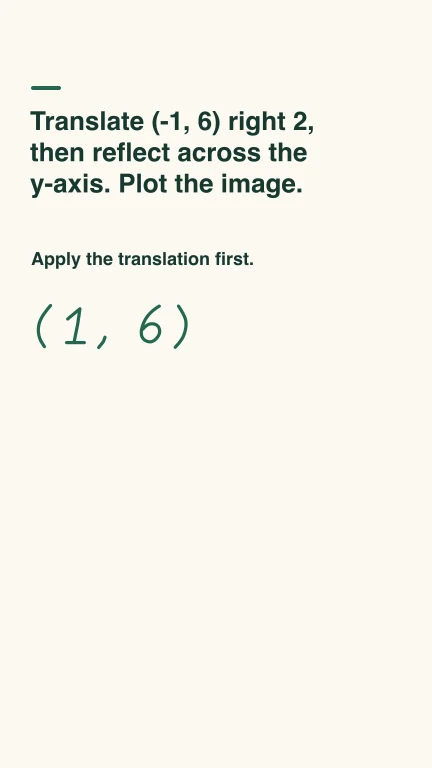 Translate (-1, 6) right 2,
then reflect across the
y-axis. Plot the image.
Apply the translation first.
(1, 6)